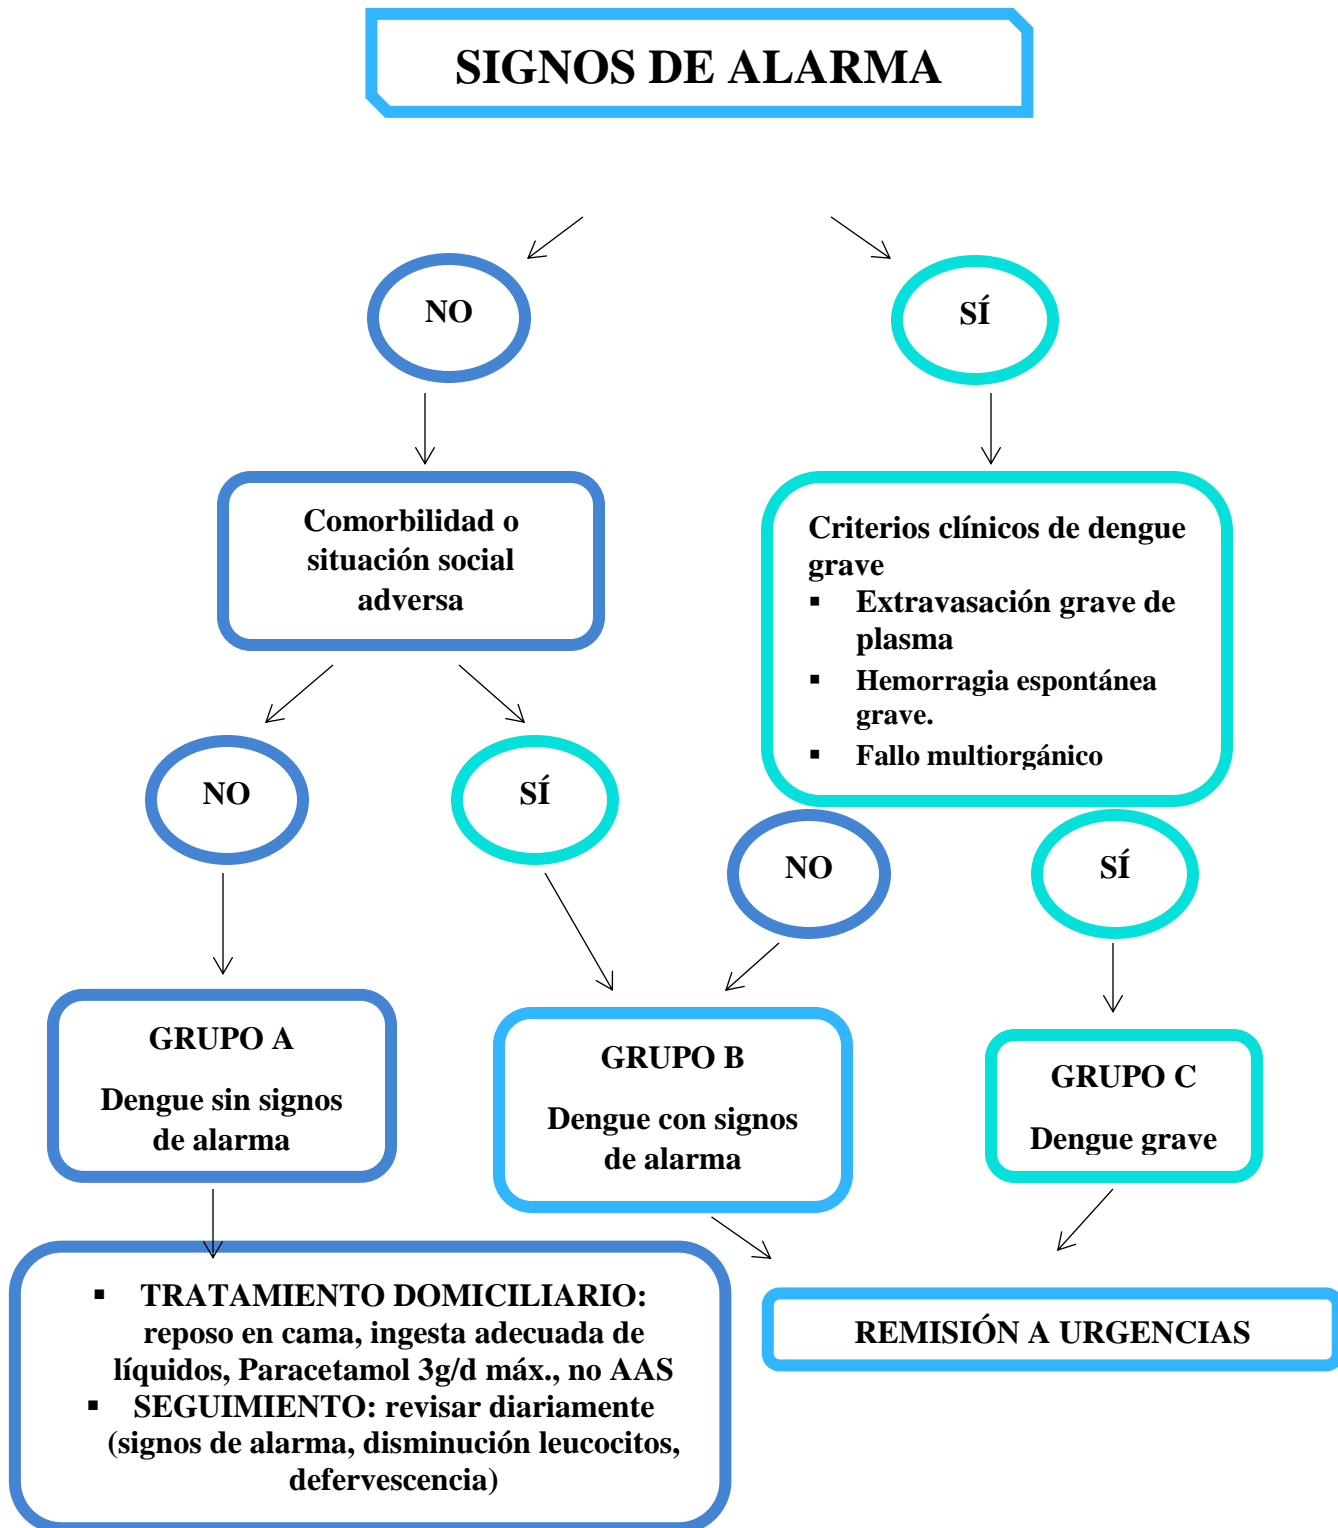 SIGNOS DE ALARMA
NO
SÍ
Comorbilidad o
situación social
adversa
Criterios clínicos de dengue
grave
▪ Extravasación grave de
plasma
▪ Hemorragia espontánea
grave.
▪ Fallo multiorgánico
NO
SÍ
NO
SÍ
GRUPO A
Dengue sin signos
de alarma
GRUPO B
Dengue con signos
de alarma
GRUPO C
Dengue grave
▪ TRATAMIENTO DOMICILIARIO:
reposo en cama, ingesta adecuada de
líquidos, Paracetamol 3g/d máx., no AAS
▪ SEGUIMIENTO: revisar diariamente
(signos de alarma, disminución leucocitos,
defervescencia)
REMISIÓN A URGENCIAS